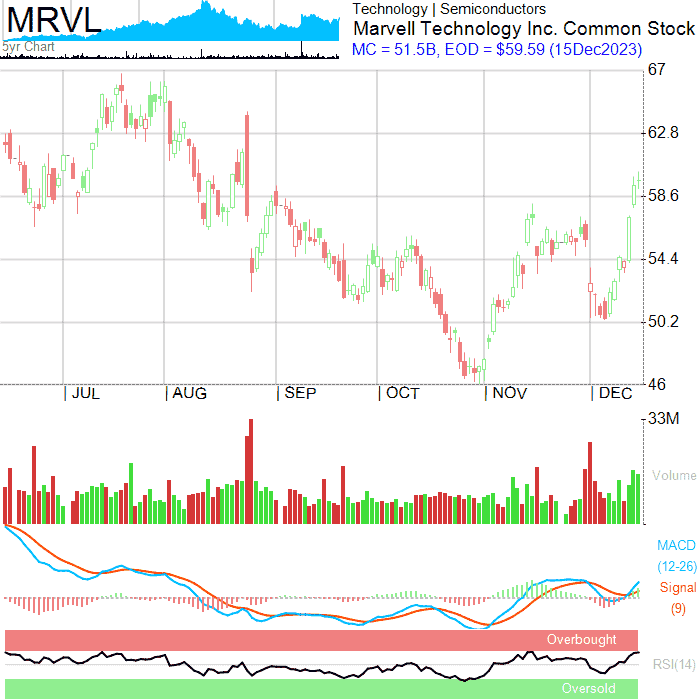 MRVL
5yr Chart
Technology | Semiconductors
Marvell Technology Inc. Common Stock
MC = 51.5B, EOD = $59.59 (15Dec2023)
67
62.8
58.6
54.4
50.2
46
| JUL | AUG | SEP | OCT | NOV | DEC
33M
Volume
MACD
(12-26)
Signal
(9)
Overbought
RSI(14)
Oversold